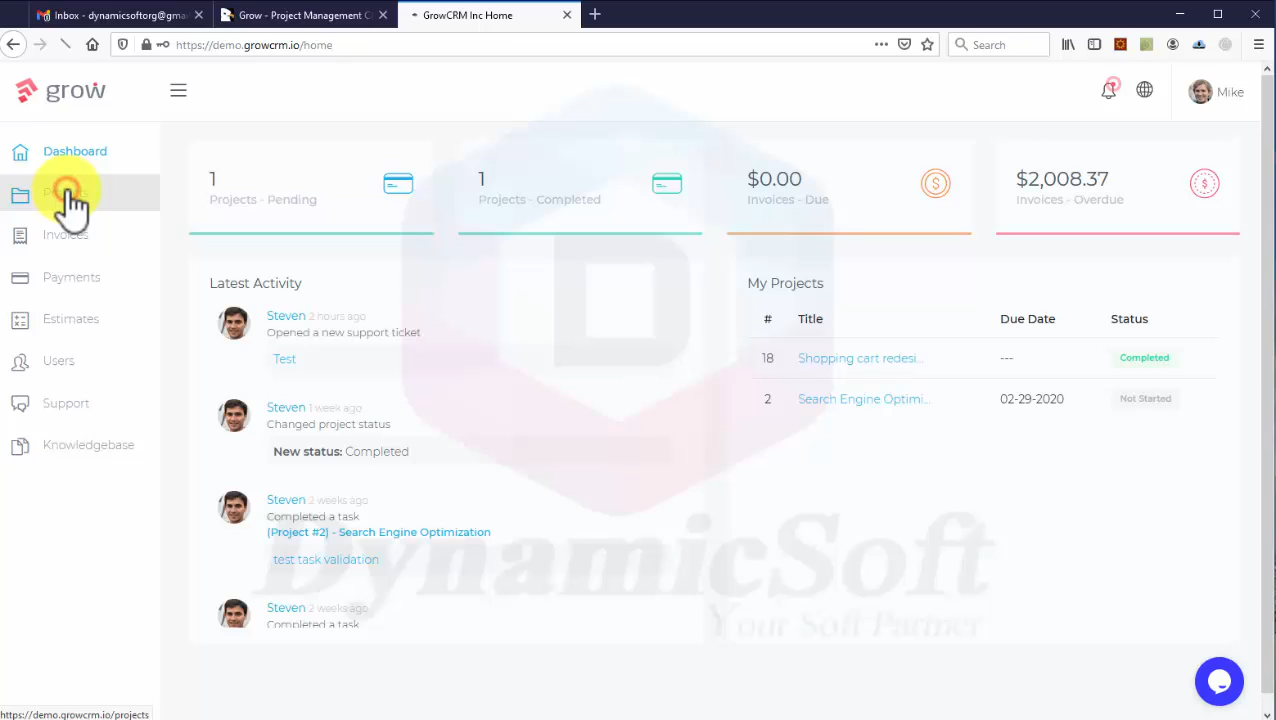 Inbox - dynamicsoftorg@gma
Grow - Project Management C
GrowCRM Inc Home
https://demo.growcrm.io/home
Search
grow
Mike
Dashboard
Invoices
Payments
Estimates
Users
Support
Knowledgebase
1
Projects - Pending
1
Projects - Completed
$0.00
Invoices - Due
$2,008.37
Invoices - Overdue
Latest Activity
Steven 2 hours ago
Opened a new support ticket
Test
Steven 1 week ago
Changed project status
New status: Completed
Steven 2 weeks ago
Completed a task
(Project #2) - Search Engine Optimization
test task validation
Steven 2 weeks ago
Completed a task
My Projects
# Title Due Date Status
18 Shopping cart redesi... --- Completed
2 Search Engine Optimi... 02-29-2020 Not Started
DynamicSoft
Your Soft Partner
https://demo.growcrm.io/projects